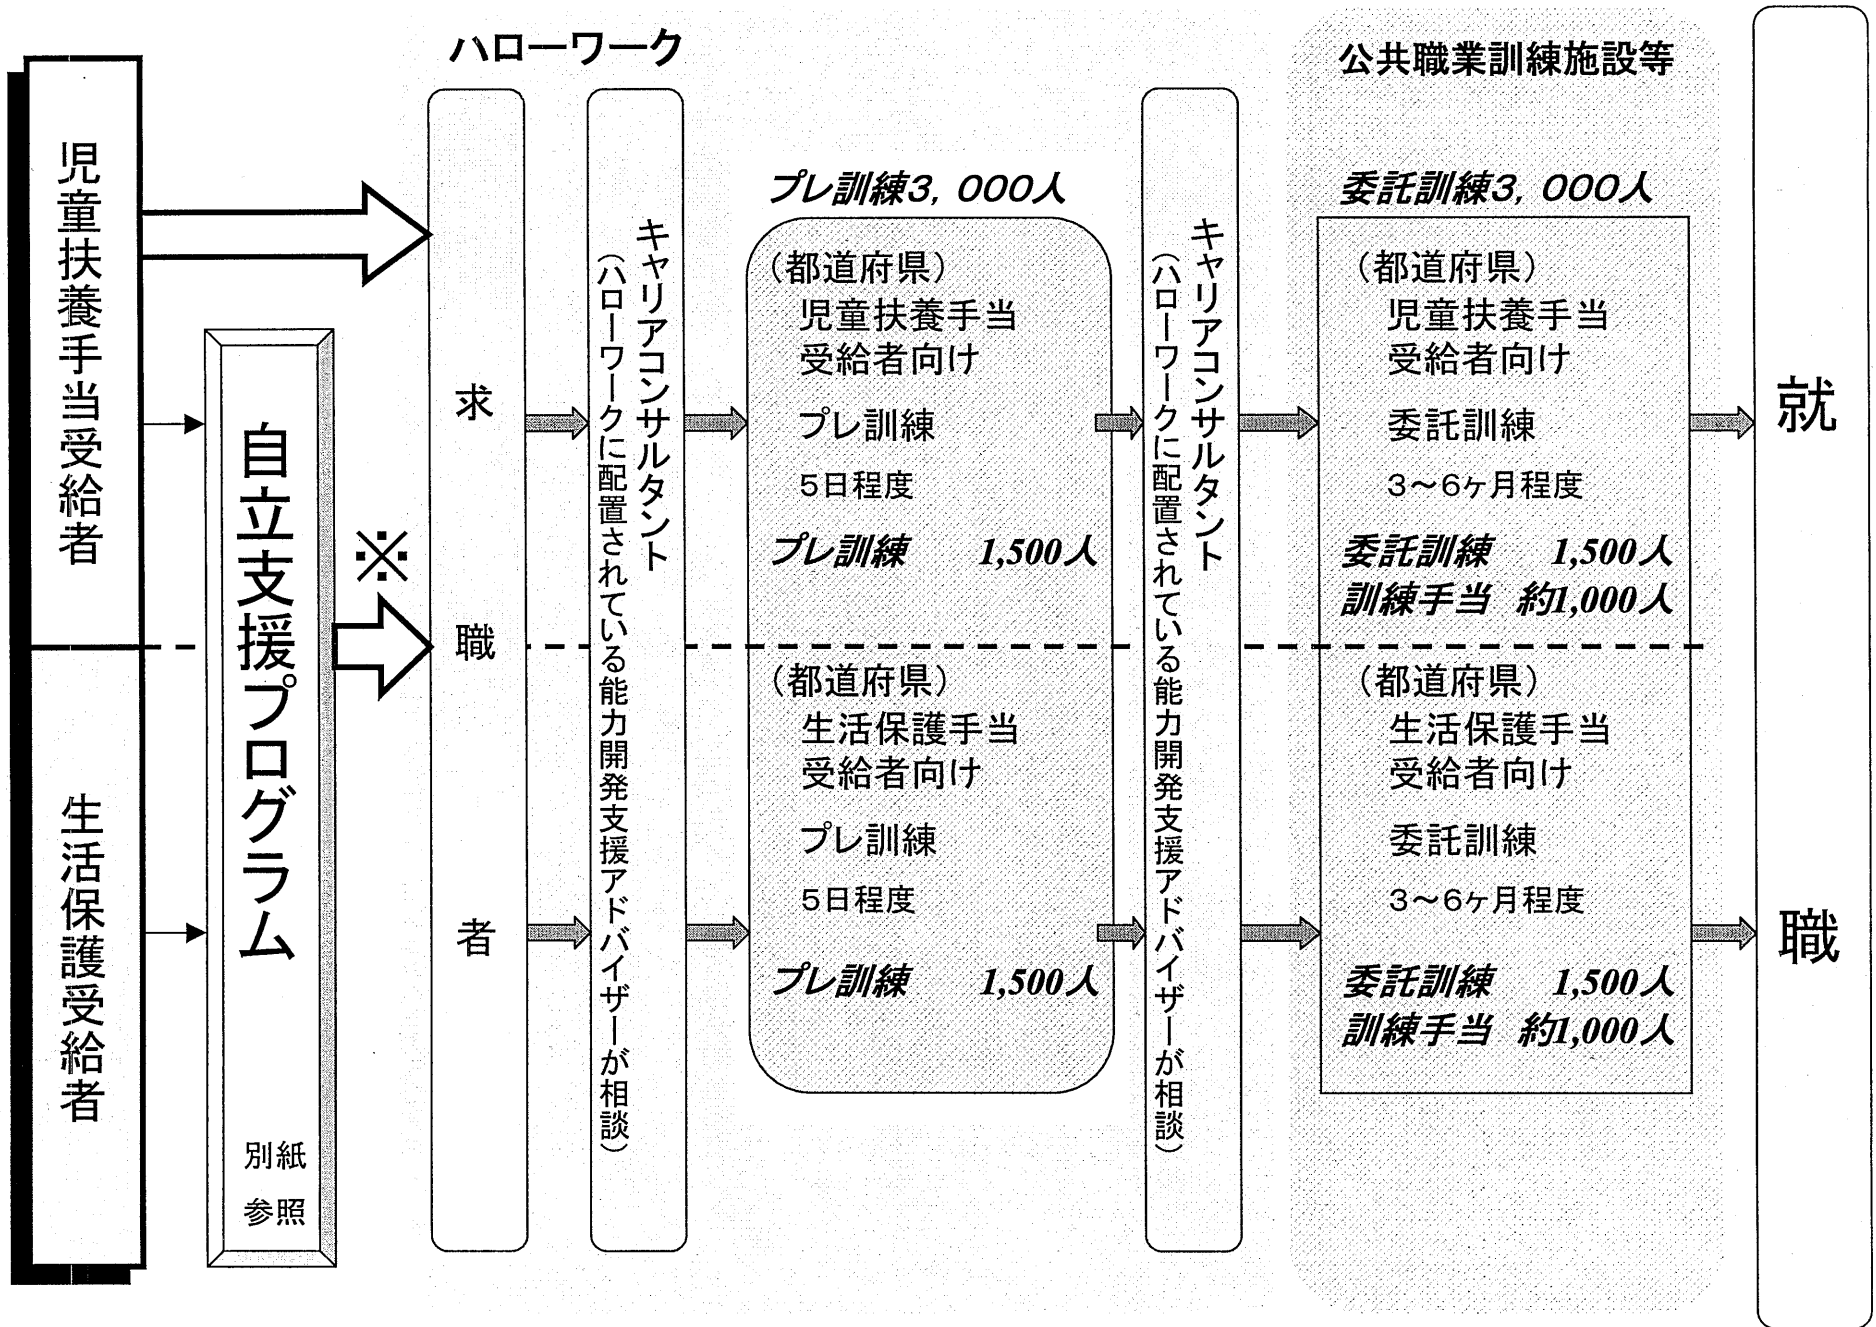 ハローワーク
公共職業訓練施設等
児童扶養手当受給者
生活保護受給者
自立支援プログラム
別紙
参照
※
求職者
キャリアコンサルタント
（ハローワークに配置されている能力開発支援アドバイザーが相談）
プレ訓練3，000人
（都道府県）
児童扶養手当
受給者向け
プレ訓練
5日程度
プレ訓練 1,500人
（都道府県）
生活保護手当
受給者向け
プレ訓練
5日程度
プレ訓練 1,500人
キャリアコンサルタント
（ハローワークに配置されている能力開発支援アドバイザーが相談）
委託訓練3，000人
（都道府県）
児童扶養手当
受給者向け
委託訓練
3～6ヶ月程度
委託訓練 1,500人
訓練手当 約1,000人
（都道府県）
生活保護手当
受給者向け
委託訓練
3～6ヶ月程度
委託訓練 1,500人
訓練手当 約1,000人
就職